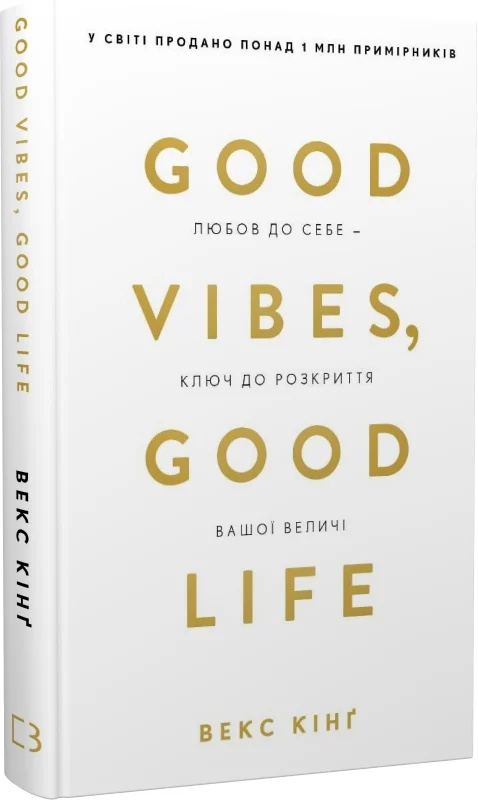 У СВІТІ ПРОДАНО ПОНАД 1 МЛН ПРИМІРНИКІВ
GOOD
ЛЮБОВ ДО СЕБЕ –
VIBES,
КЛЮЧ ДО РОЗКРИТТЯ
GOOD
ВАШОЇ ВЕЛИЧІ
LIFE
ВЕКС КІНҐ
GOOD VIBES, GOOD LIFE
ВЕКС КІНҐ